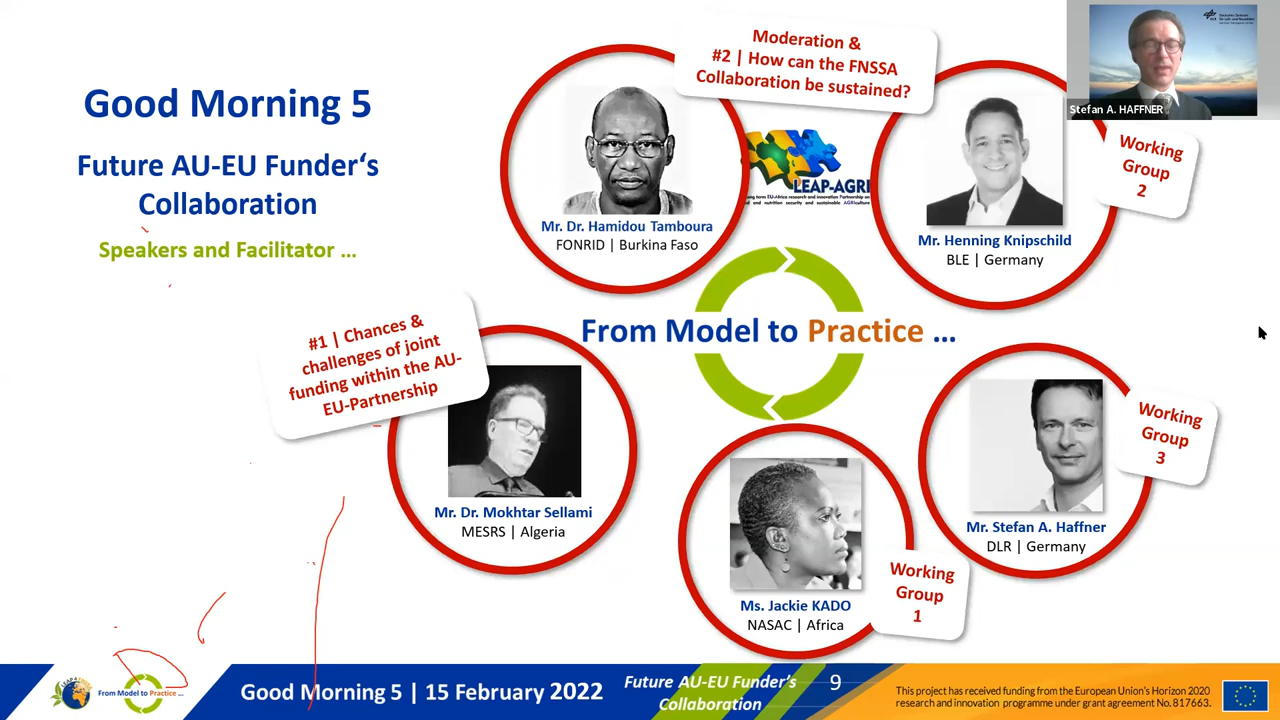 Good Morning 5
Future AU-EU Funder‘s
Collaboration
Speakers and Facilitator ...
Moderation &
#2 | How can the FNSSA
Collaboration be sustained?
Mr. Dr. Hamidou Tamboura
FONRID | Burkina Faso
LEAP-AGRI
Mr. Henning Knipschild
BLE | Germany
Working
Group
2
Stefan A. HAFFNER
From Model to Practice ...
#1 | Chances &
challenges of joint
funding within the AU-
EU-Partnership
Mr. Dr. Mokhtar Sellami
MESRS | Algeria
Ms. Jackie KADO
NASAC | Africa
Working
Group
1
Mr. Stefan A. Haffner
DLR | Germany
Working
Group
3
From Model to Practice ...
Good Morning 5 | 15 February 2022
Future AU-EU Funder‘s
Collaboration
9
This project has received funding from the European Union's Horizon 2020
research and innovation programme under grant agreement No. 817663.